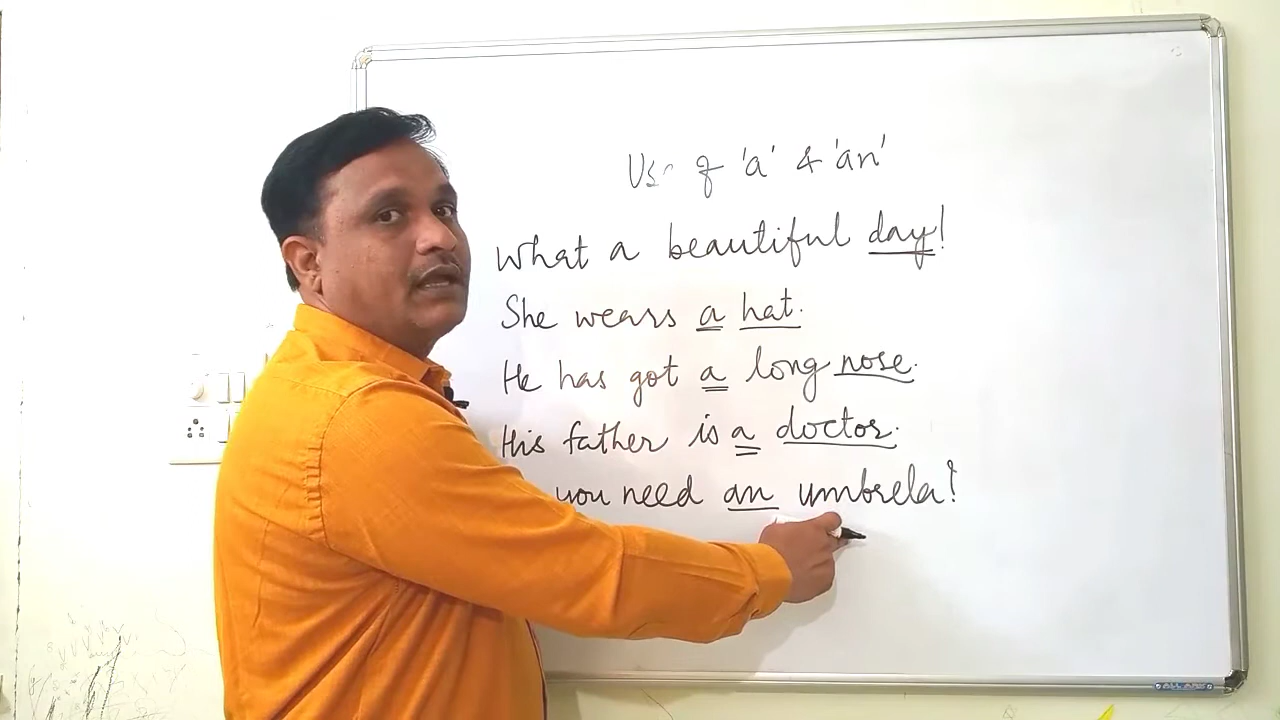 Use of 'a' & 'an'
What a beautiful day!
She wears a hat.
He has got a long nose.
His father is a doctor.
you need an umbrela?